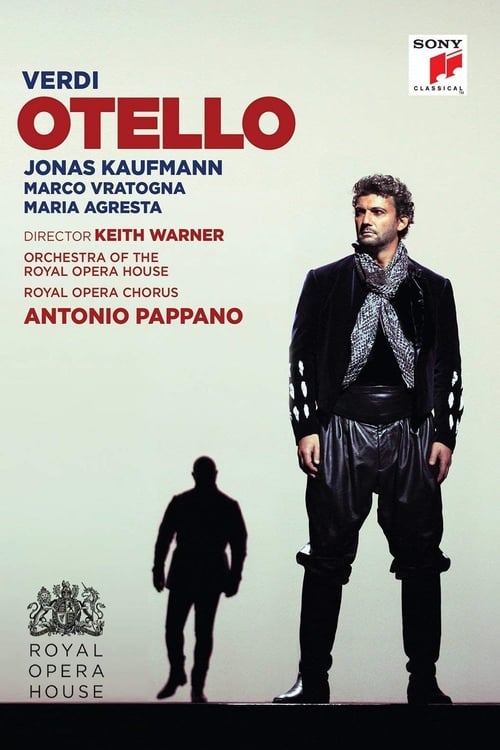 SONY
CLASSICAL™
VERDI
OTELLO
JONAS KAUFMANN
MARCO VRATOGNA
MARIA AGRESTA
DIRECTOR KEITH WARNER
ORCHESTRA OF THE
ROYAL OPERA HOUSE
ROYAL OPERA CHORUS
ANTONIO PAPPANO
ROYAL
OPERA
HOUSE